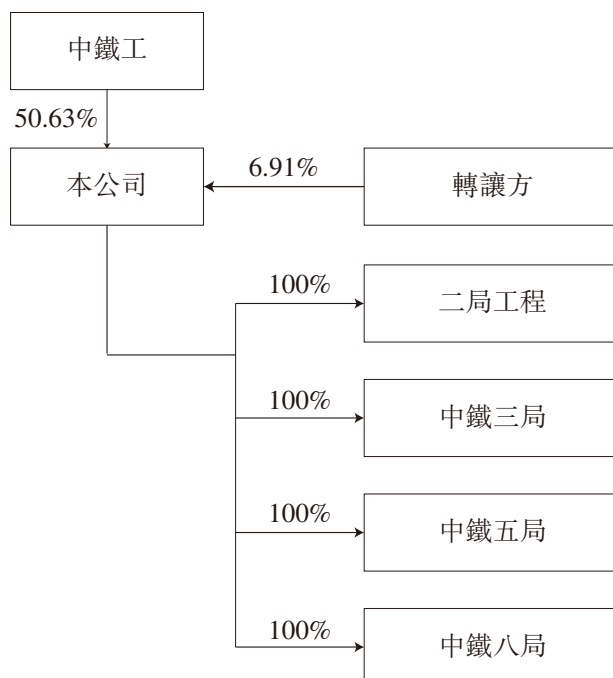 中鐵工
50.63%
本公司
6.91%
轉讓方
100%
二局工程
100%
中鐵三局
100%
中鐵五局
100%
中鐵八局